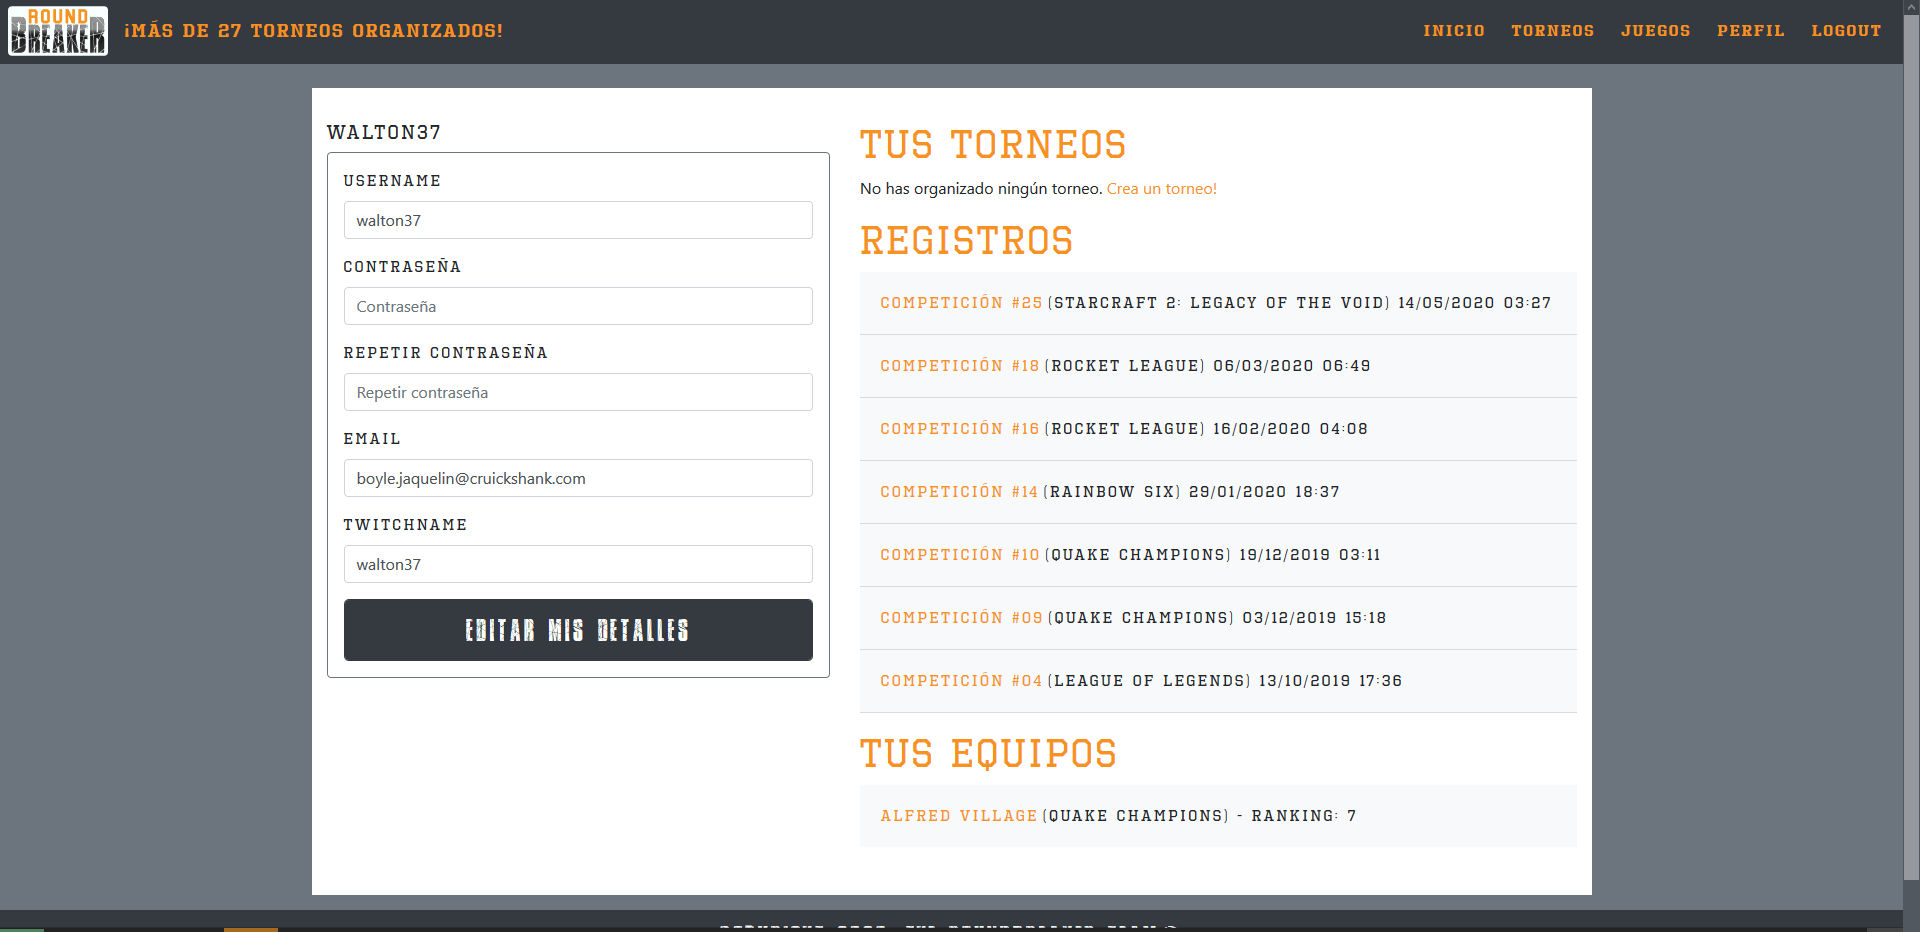 ROUND
BREAKER
¡MÁS DE 27 TORNEOS ORGANIZADOS!
INICIO
TORNEOS
JUEGOS
PERFIL
LOGOUT
WALTON37
USERNAME
walton37
CONTRASEÑA
Contraseña
REPETIR CONTRASEÑA
Repetir contraseña
EMAIL
boyle.jaquelin@cruickshank.com
TWITCHNAME
walton37
EDITAR MIS DETALLES
TUS TORNEOS
No has organizado ningún torneo. Crea un torneo!
REGISTROS
COMPETICIÓN #25 (STARCRAFT 2: LEGACY OF THE VOID) 14/05/2020 03:27
COMPETICIÓN #18 (ROCKET LEAGUE) 06/03/2020 06:49
COMPETICIÓN #16 (ROCKET LEAGUE) 16/02/2020 04:08
COMPETICIÓN #14 (RAINBOW SIX) 29/01/2020 18:37
COMPETICIÓN #10 (QUAKE CHAMPIONS) 19/12/2019 03:11
COMPETICIÓN #09 (QUAKE CHAMPIONS) 03/12/2019 15:18
COMPETICIÓN #04 (LEAGUE OF LEGENDS) 13/10/2019 17:36
TUS EQUIPOS
ALFRED VILLAGE (QUAKE CHAMPIONS) - RANKING: 7